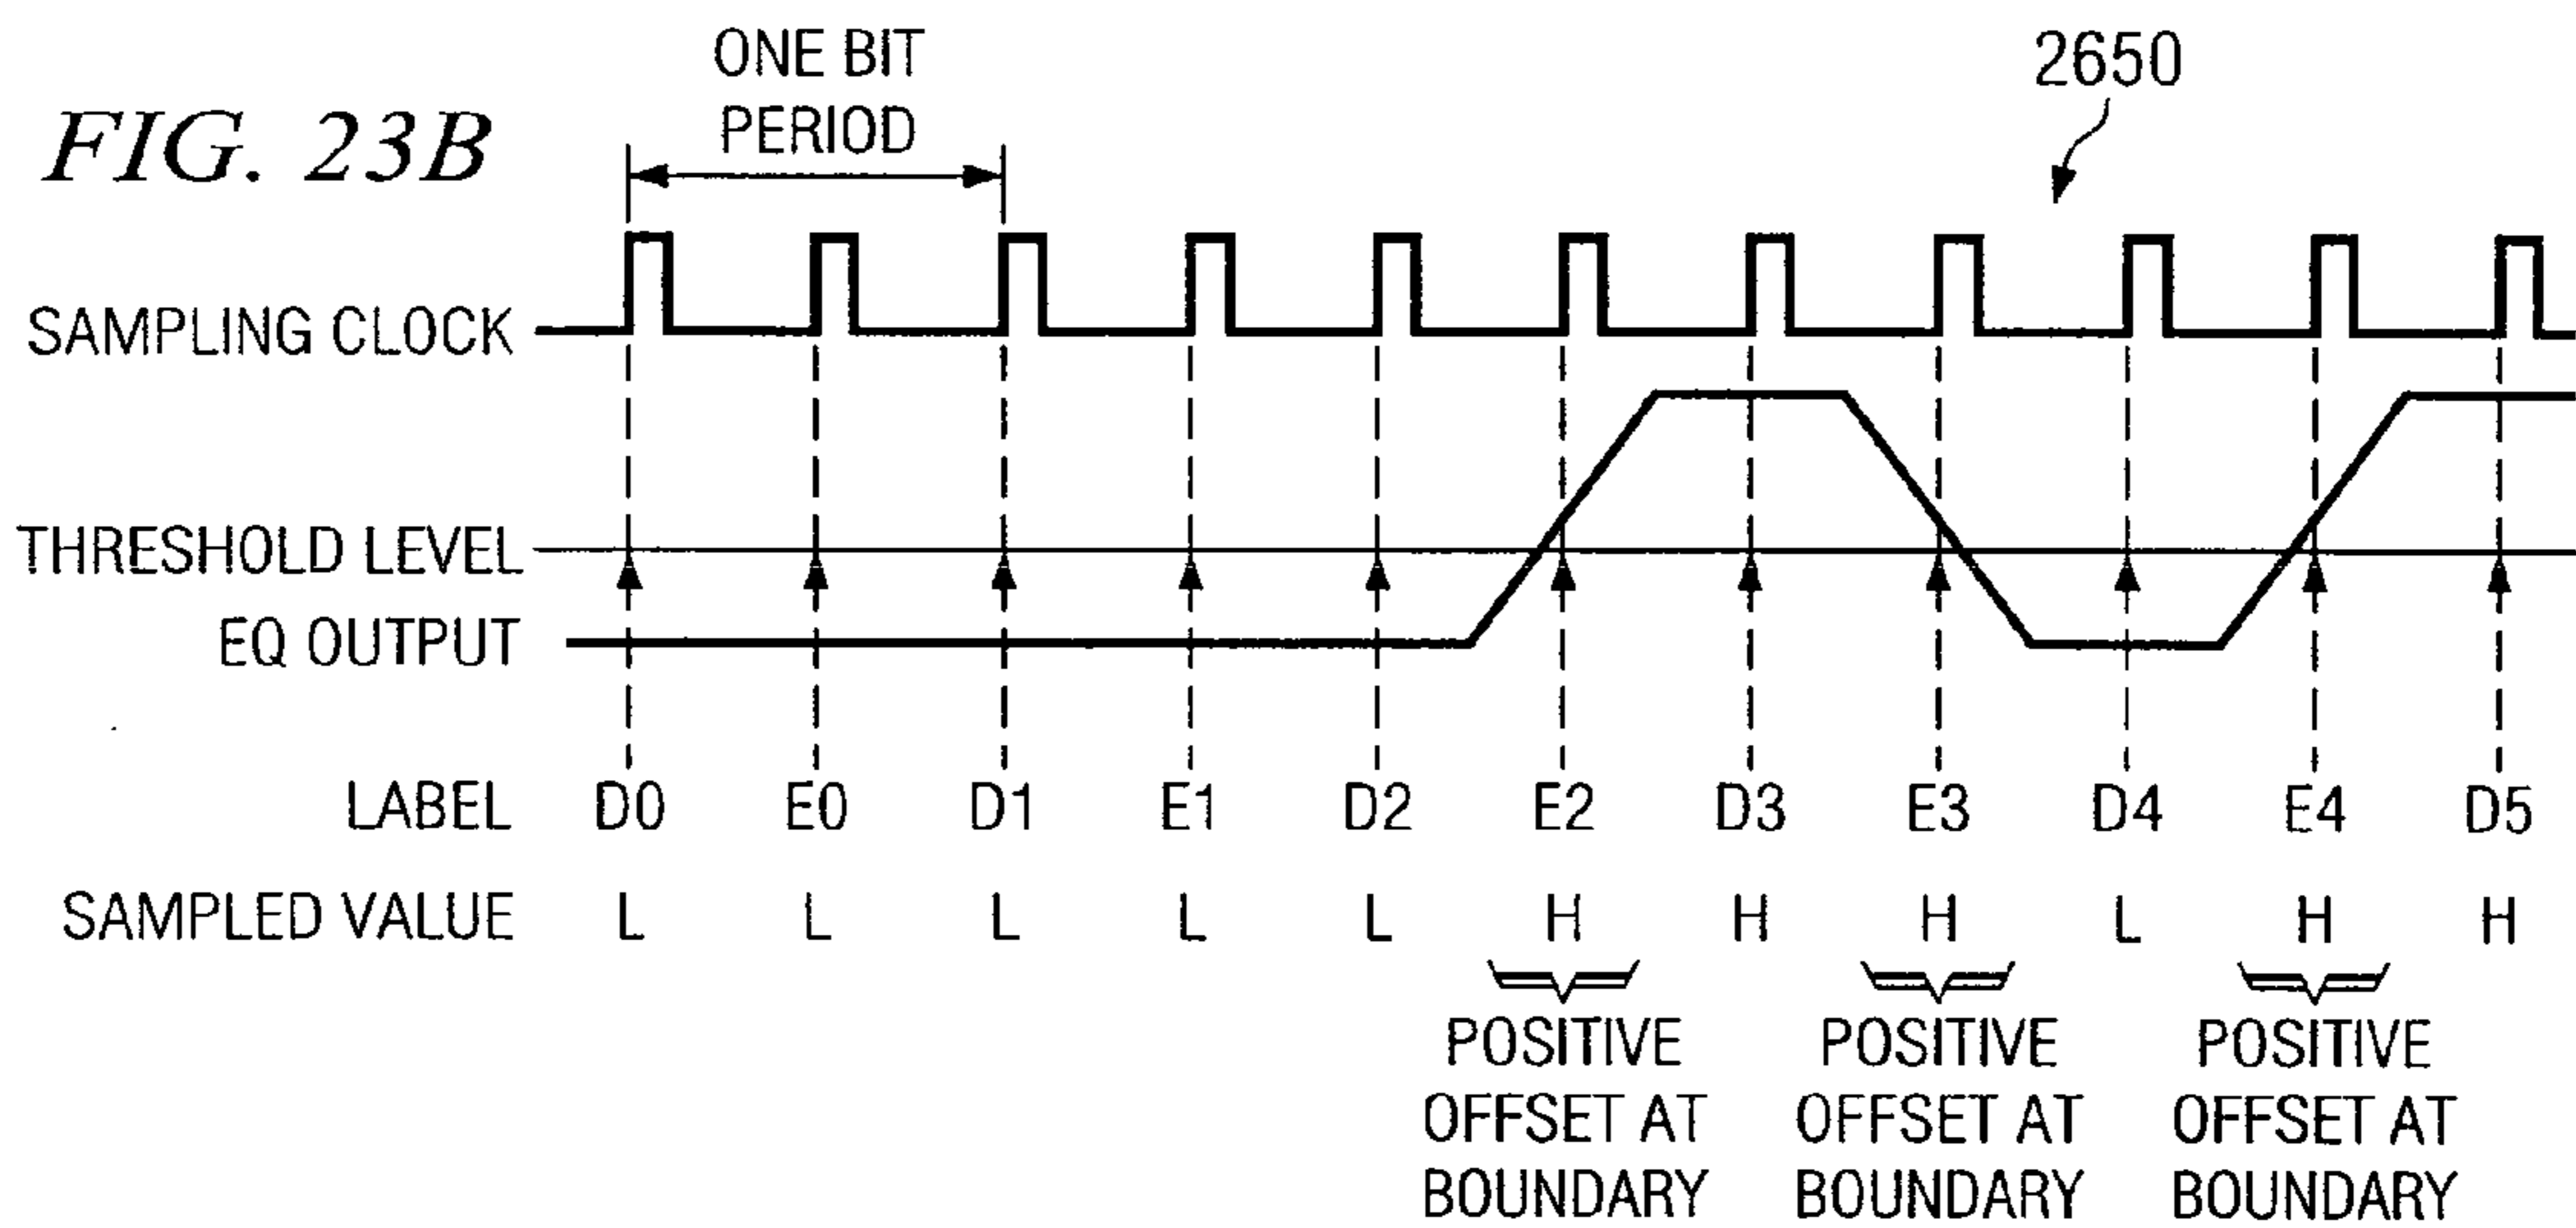 FIG. 23B
ONE BIT
PERIOD
2650
SAMPLING CLOCK
THRESHOLD LEVEL
EQ OUTPUT
LABEL D0 E0 D1 E1 D2 E2 D3 E3 D4 E4 D5
SAMPLED VALUE L L L L L H H H L H H
POSITIVE OFFSET AT BOUNDARY
POSITIVE OFFSET AT BOUNDARY
POSITIVE OFFSET AT BOUNDARY